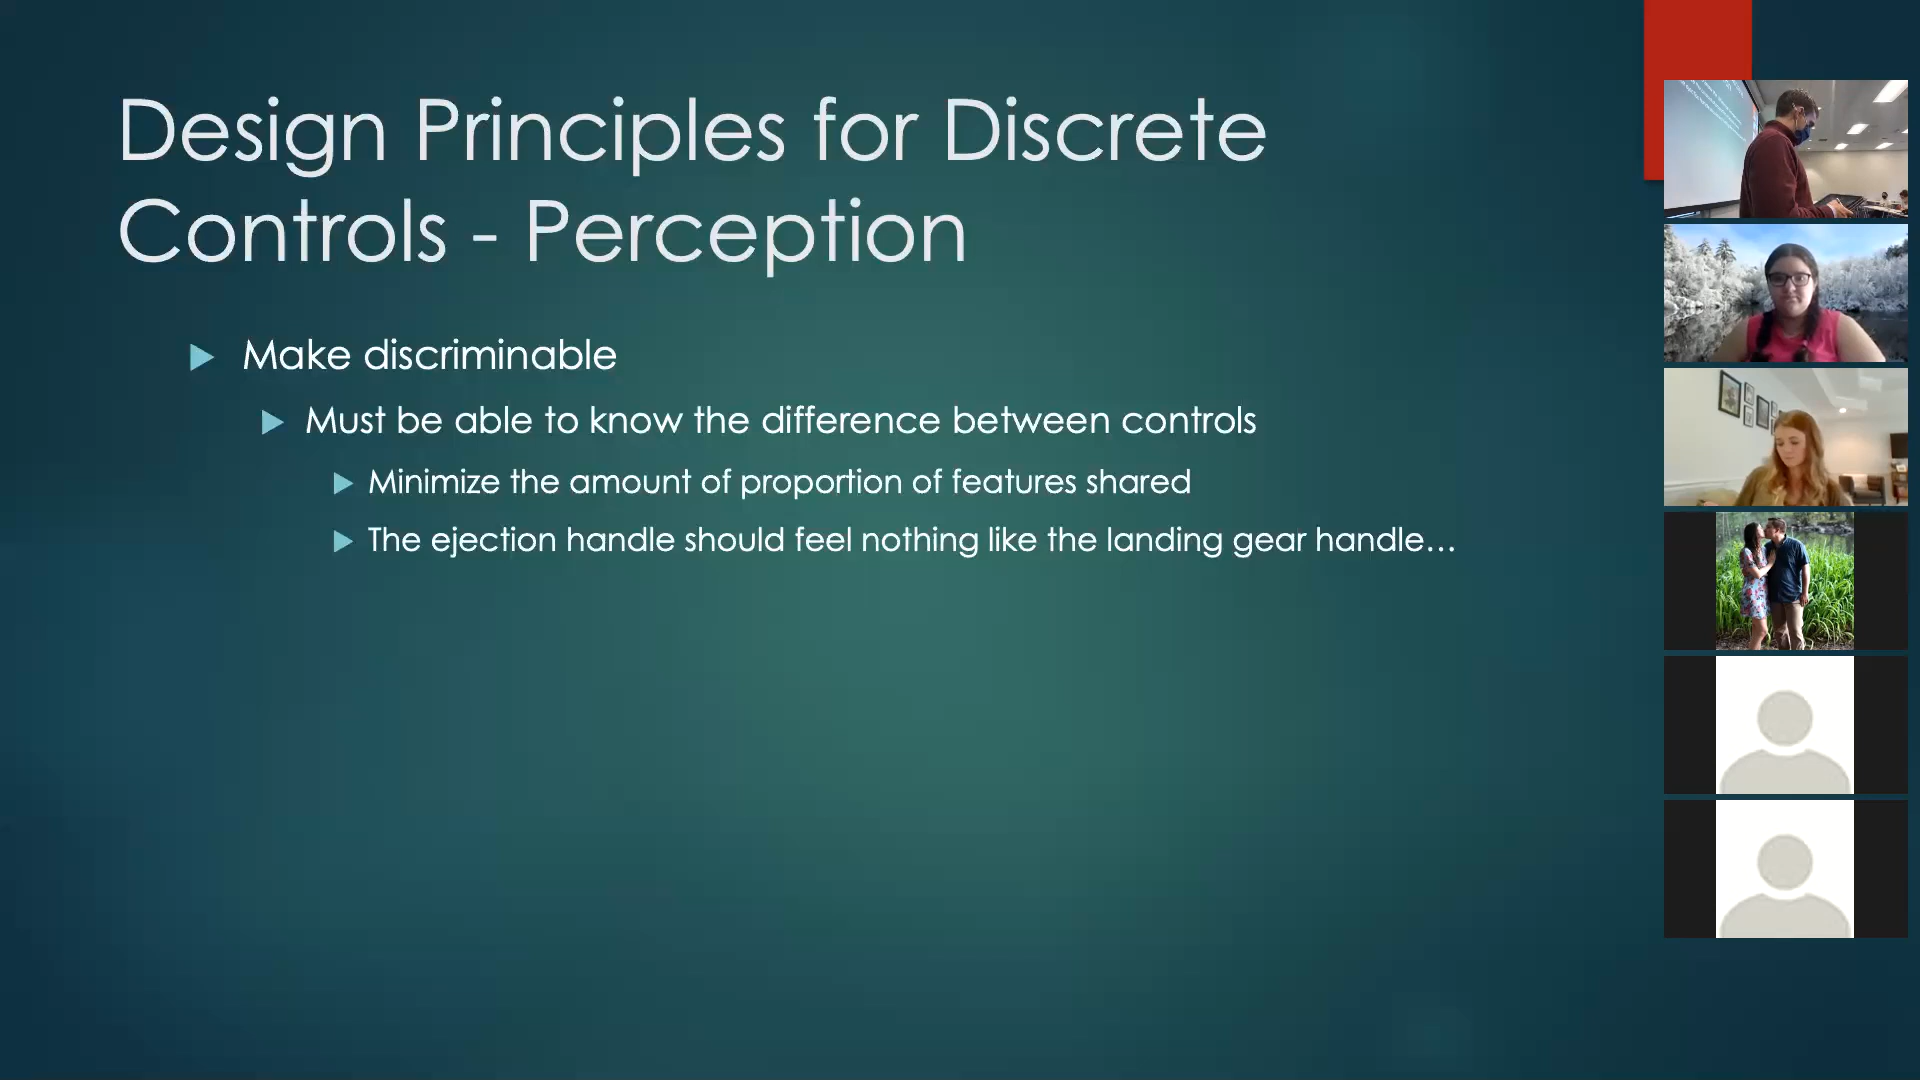 Design Principles for Discrete
Controls - Perception
Make discriminable
Must be able to know the difference between controls
Minimize the amount of proportion of features shared
The ejection handle should feel nothing like the landing gear handle…